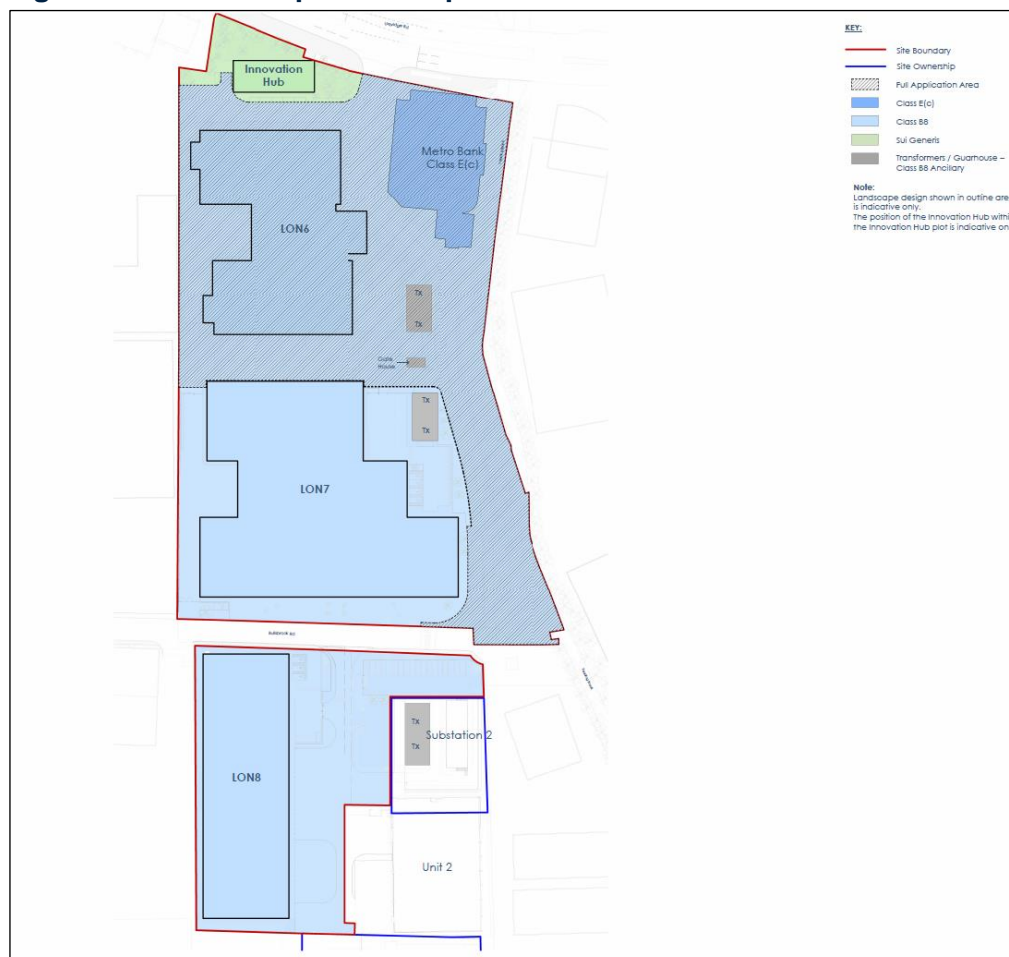 Innovation
Hub
Metro Bank
Class E(c)
LON6
Tx
Tx
Gate
House
Tx
Tx
LON7
LON8
Tx
Tx
Substation 2
Unit 2
KEY:
Site Boundary
Site Ownership
Full Application Area
Class E(c)
Class B8
Sui Generis
Transformers / Guarhouse –
Class B8 Ancillary
Note:
Landscape design shown in outline are
is indicative only.
The position of the Innovation Hub withi
the Innovation Hub plot is indicative on